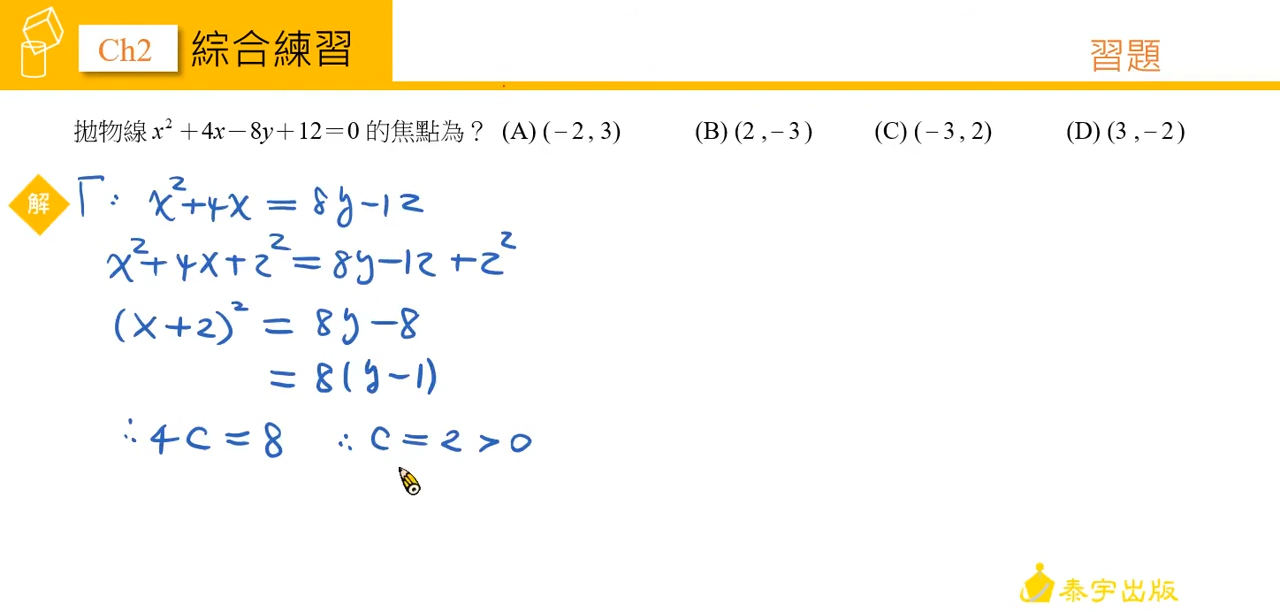 Ch2 綜合練習 習題
拋物線 x² +4x−8y+12=0 的焦點為？ (A) (−2 , 3) (B) (2 , −3) (C) (−3 , 2) (D) (3 , −2)
解 Γ: x²+4x = 8y−12
x²+4x+2² = 8y−12+2²
(x+2)² = 8y−8
= 8(y−1)
∴4c=8 ∴c=2>0
泰宇出版